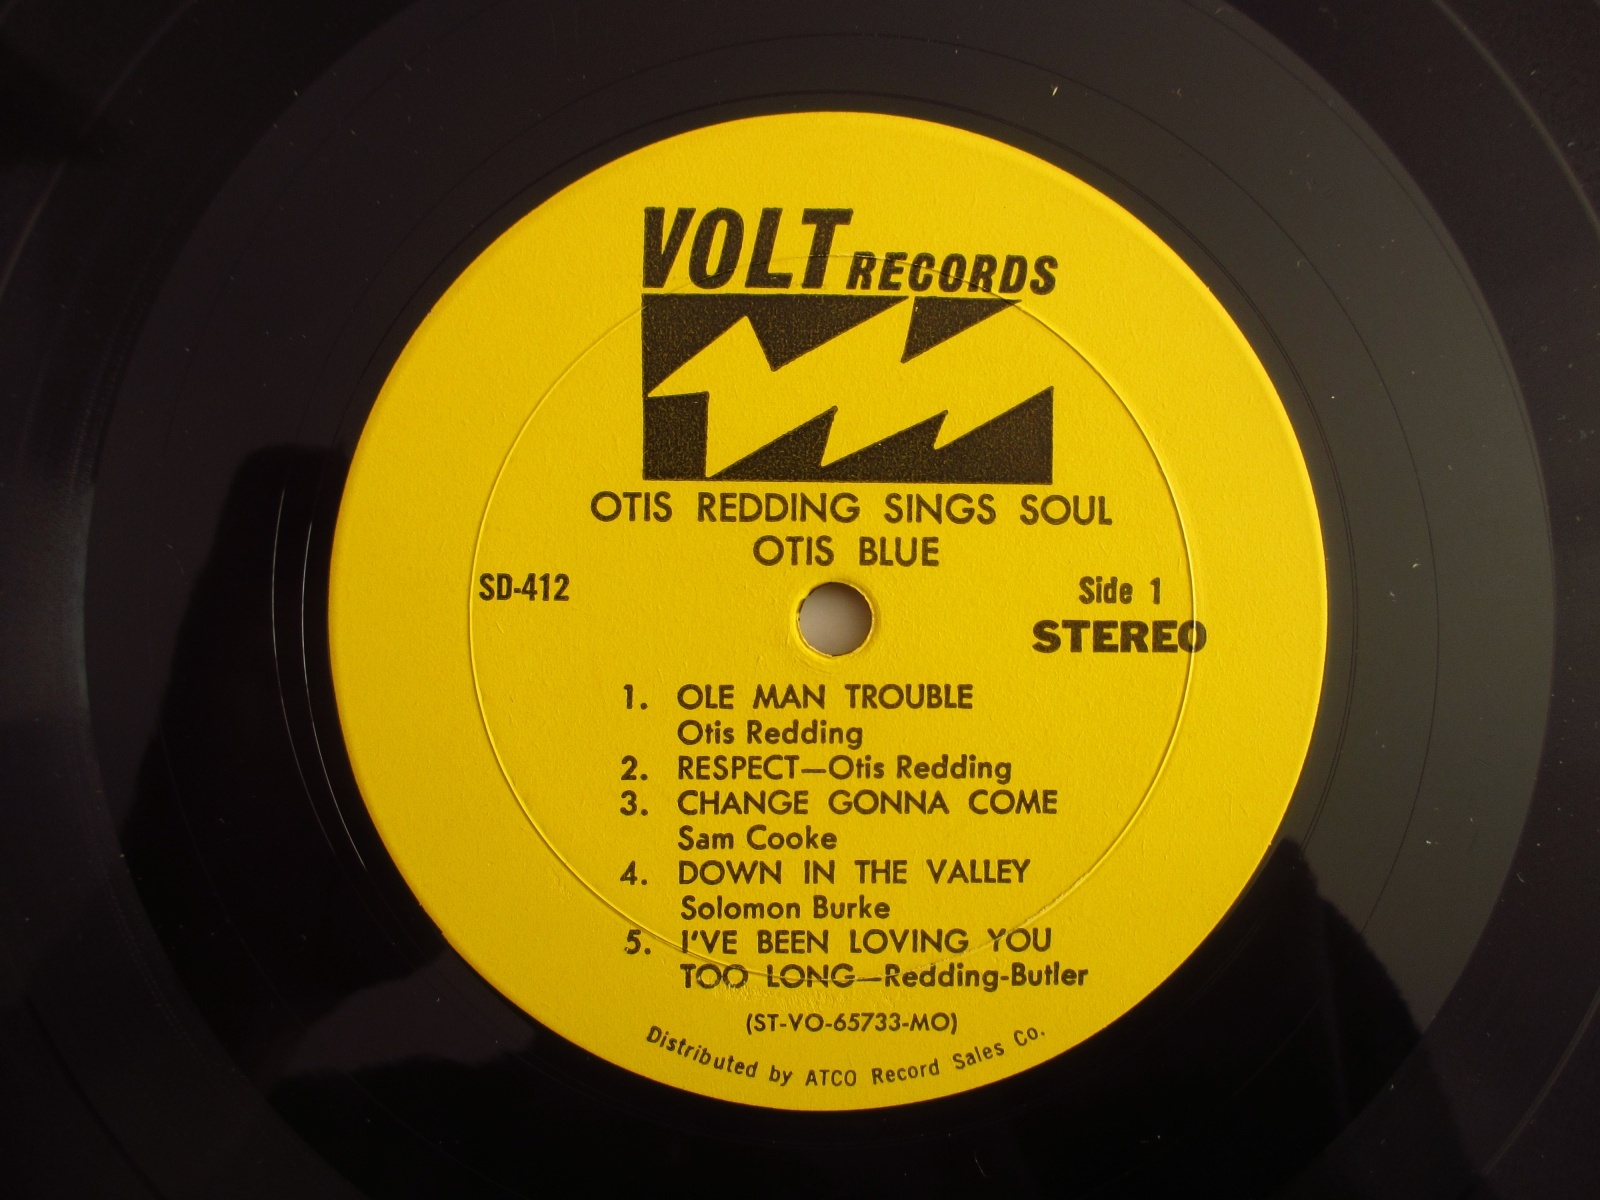 VOLT RECORDS
OTIS REDDING SINGS SOUL
OTIS BLUE
SD-412
Side 1
STEREO
1. OLE MAN TROUBLE
Otis Redding
2. RESPECT—Otis Redding
3. CHANGE GONNA COME
Sam Cooke
4. DOWN IN THE VALLEY
Solomon Burke
5. I'VE BEEN LOVING YOU
TOO LONG—Redding-Butler
(ST-VO-65733-MO)
Distributed by ATCO Record Sales Co.